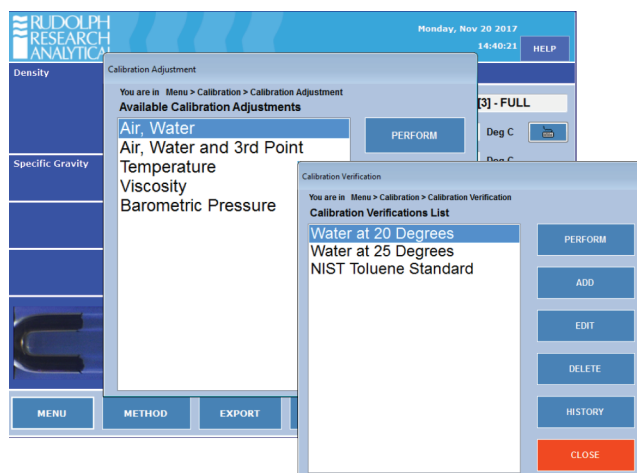 RUDOLPH
RESEARCH
ANALYTICAL
Monday, Nov 20 2017
14:40:21
HELP
Density
[3] - FULL
Deg C
Deg C
Specific Gravity
Calibration Adjustment
You are in Menu > Calibration > Calibration Adjustment
Available Calibration Adjustments
Air, Water
Air, Water and 3rd Point
Temperature
Viscosity
Barometric Pressure
PERFORM
Calibration Verification
You are in Menu > Calibration > Calibration Verification
Calibration Verifications List
Water at 20 Degrees
Water at 25 Degrees
NIST Toluene Standard
PERFORM
ADD
EDIT
DELETE
HISTORY
CLOSE
MENU
METHOD
EXPORT